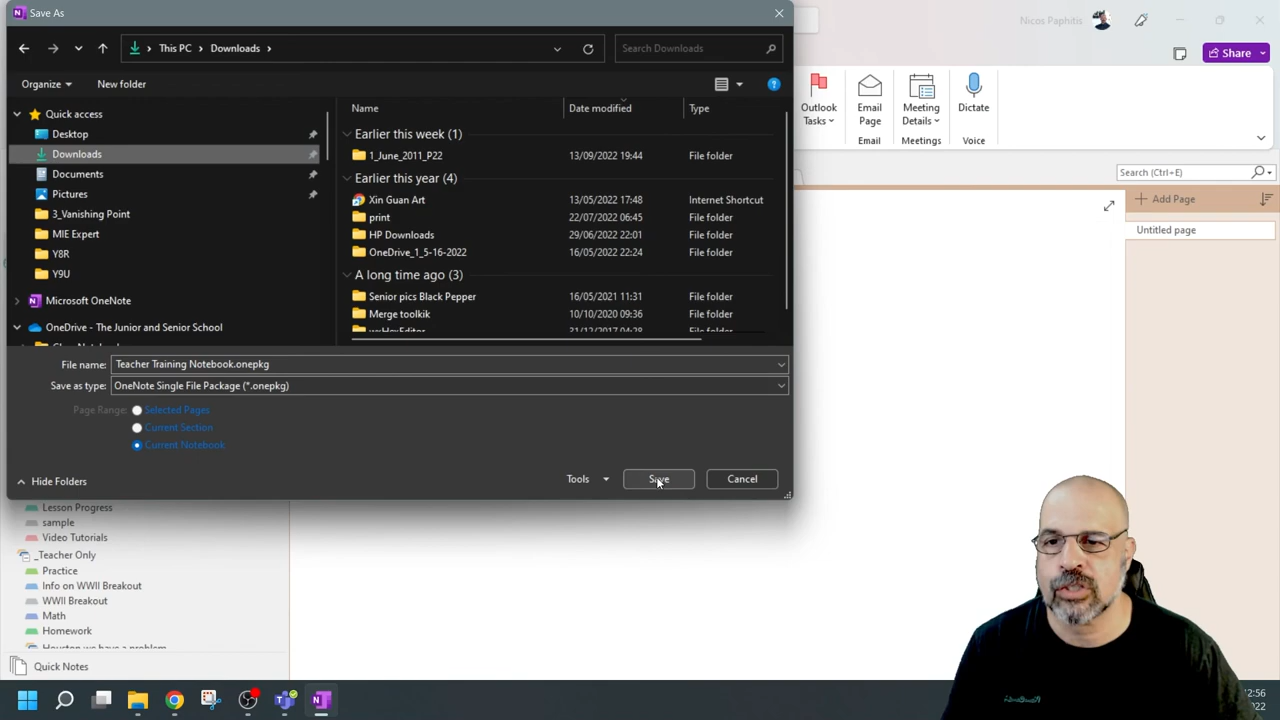 Save As
Nicos Paphitis
This PC
Downloads
Search Downloads
Share
Organize
New folder
Outlook
Tasks
Email
Page
Meeting
Details
Dictate
Email
Meetings
Voice
Name
Date modified
Type
Quick access
Desktop
Downloads
Documents
Pictures
3_Vanishing Point
MIE Expert
Y8R
Y9U
Microsoft OneNote
OneDrive - The Junior and Senior School
Earlier this week (1)
1_June_2011_P22 13/09/2022 19:44 File folder
Earlier this year (4)
Xin Guan Art 13/05/2022 17:48 Internet Shortcut
print 22/07/2022 06:45 File folder
HP Downloads 29/06/2022 22:01 File folder
OneDrive_1_5-16-2022 16/05/2022 22:24 File folder
A long time ago (3)
Senior pics Black Pepper 16/05/2021 11:31 File folder
Merge toolkik 10/10/2020 09:36 File folder
Search (Ctrl+E)
Add Page
Untitled page
File name: Teacher Training Notebook.onepkg
Save as type: OneNote Single File Package (*.onepkg)
Page Range: Selected Pages
Current Section
Current Notebook
Hide Folders
Tools
Save
Cancel
Lesson Progress
sample
Video Tutorials
_Teacher Only
Practice
Info on WWII Breakout
WWII Breakout
Math
Homework
Houston we have a problem
Quick Notes